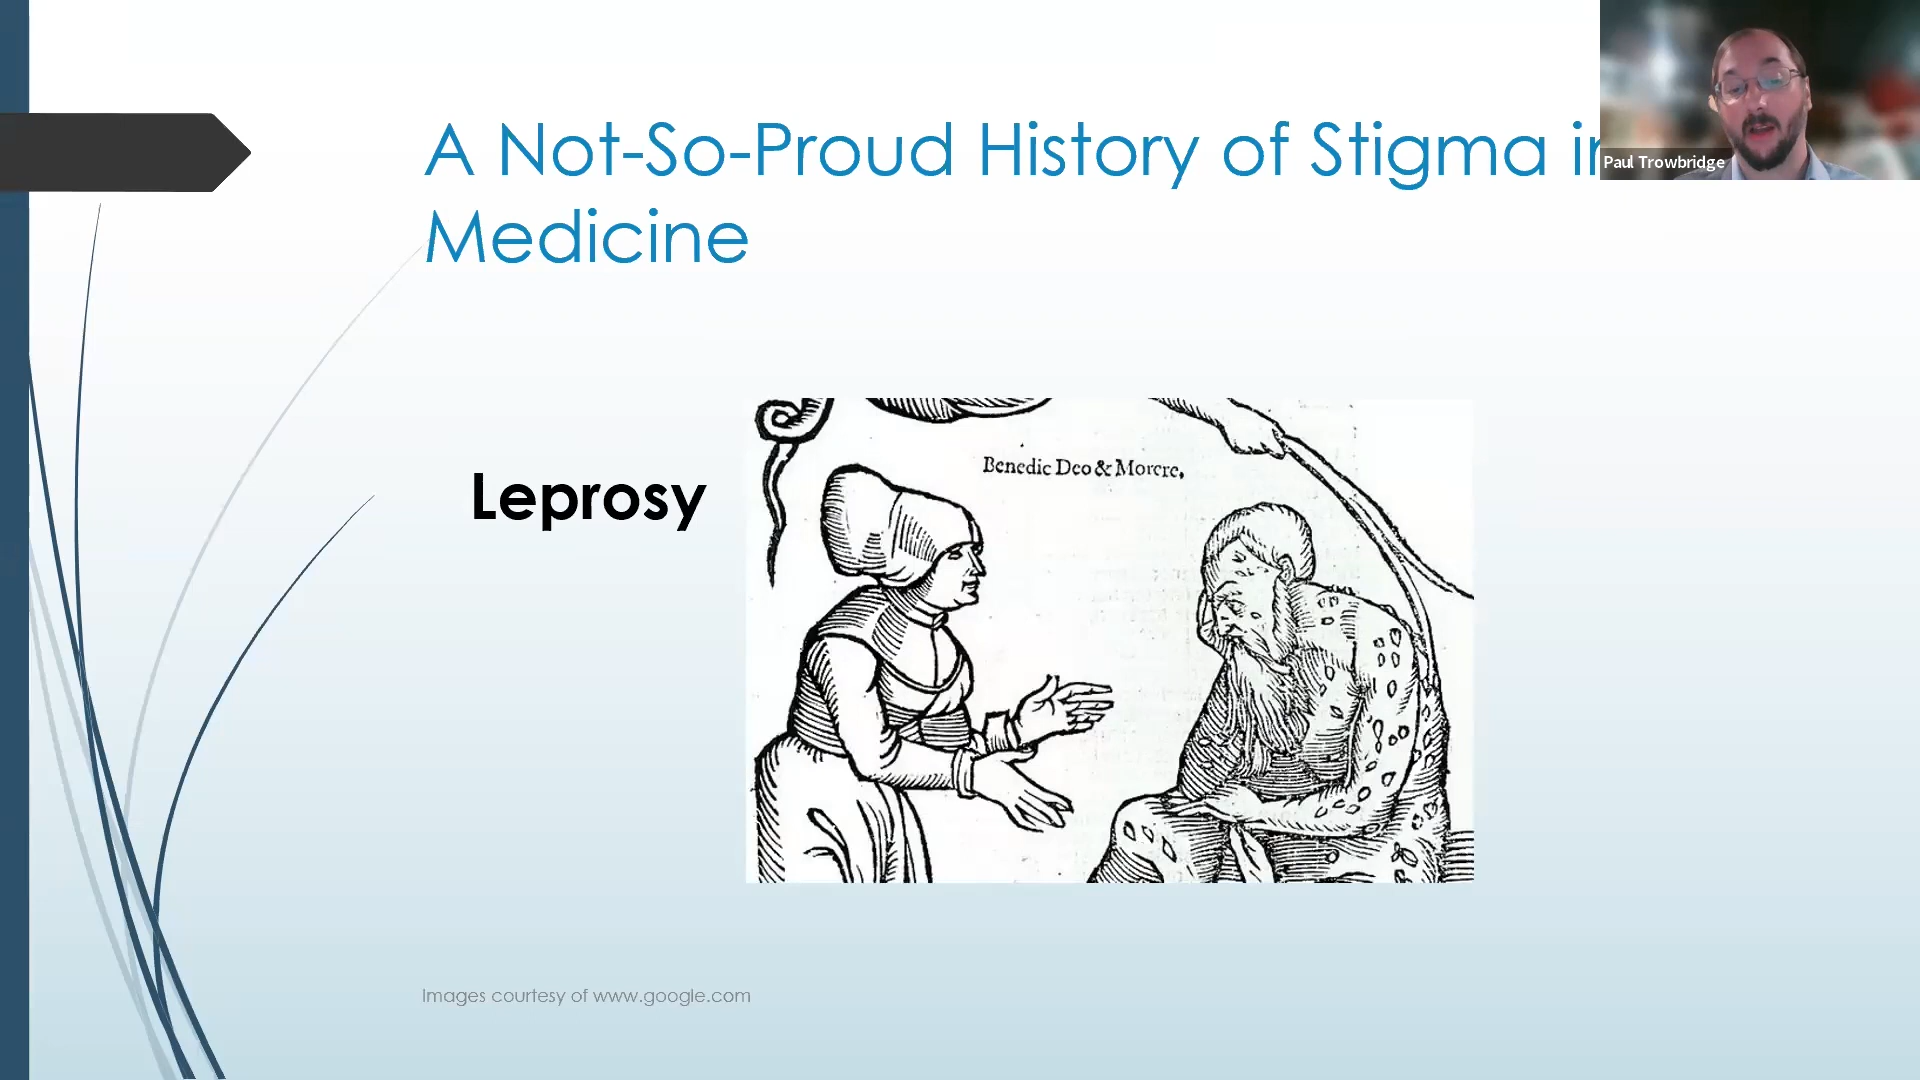 A Not-So-Proud History of Stigma in
Medicine
Paul Trowbridge
Leprosy
Benedic Deo & Morere,
Images courtesy of www.google.com